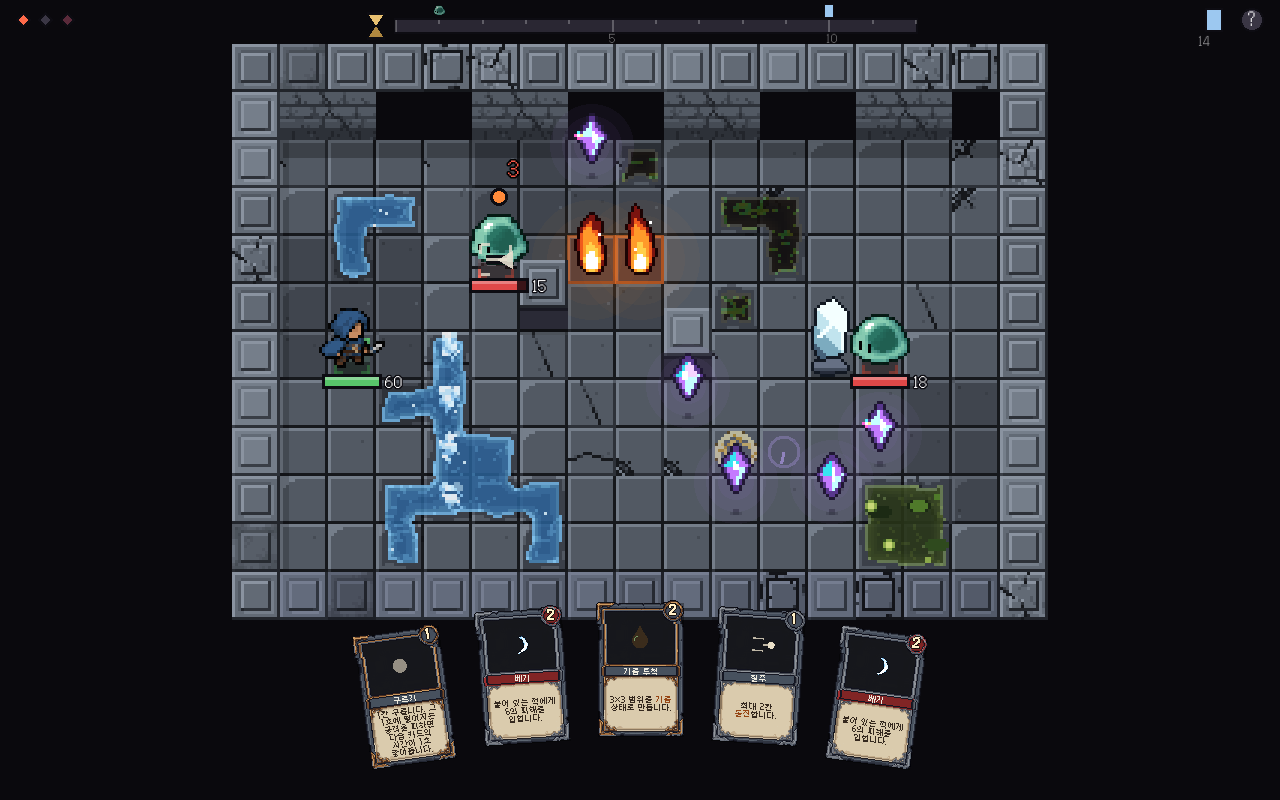 5
10
14
?
3
15
60
18
1
구르기
2
베기
붙어 있는 적에게
6의 피해를
입힙니다.
2
기름 투척
3×3 범위를 기름
상태로 만듭니다.
1
질주
최대 2칸
돌진합니다.
2
베기
붙어 있는 적에게
6의 피해를
입힙니다.